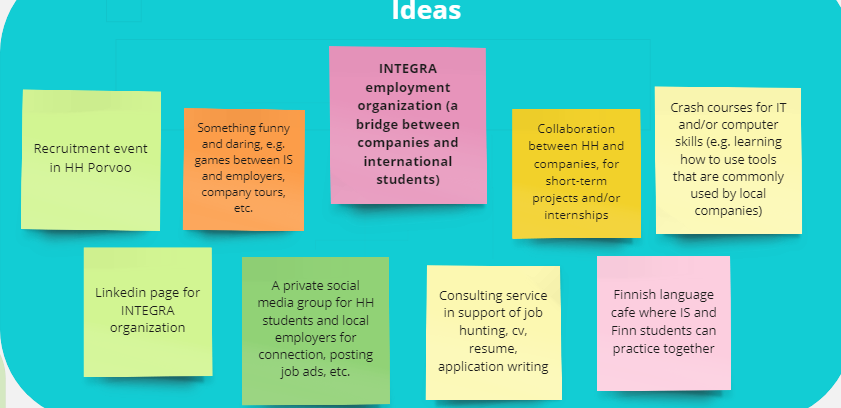 Ideas
Recruitment event
in HH Porvoo
Something funny
and daring, e.g.
games between IS
and employers,
company tours,
etc.
INTEGRA
employment
organization (a
bridge between
companies and
international
students)
Collaboration
between HH and
companies, for
short-term
projects and/or
internships
Crash courses for IT
and/or computer
skills (e.g. learning
how to use tools
that are commonly
used by local
companies)
Linkedin page for
INTEGRA
organization
A private social
media group for HH
students and local
employers for
connection, posting
job ads, etc.
Consulting service
in support of job
hunting, cv,
resume,
application writing
Finnish language
cafe where IS and
Finn students can
practice together